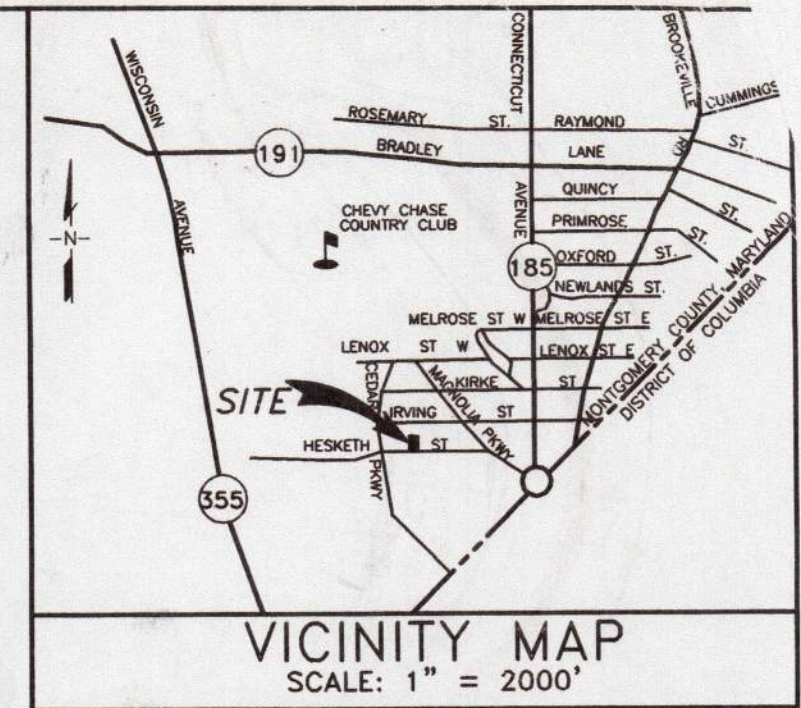 WISCONSIN
AVENUE
CONNECTICUT
AVENUE
BROOKEVILLE
RD
CUMMINGS
ROSEMARY ST.
RAYMOND ST.
191
BRADLEY LANE
-N-
CHEVY CHASE
COUNTRY CLUB
QUINCY ST.
PRIMROSE ST.
185
OXFORD ST.
NEWLANDS ST.
MELROSE ST W
MELROSE ST E
LENOX ST W
LENOX ST E
CEDAR
PKWY
MAGNOLIA PKWY
KIRKE ST
SITE
IRVING ST
HESKETH ST
MONTGOMERY COUNTY, MARYLAND
DISTRICT OF COLUMBIA
355
VICINITY MAP
SCALE: 1" = 2000'